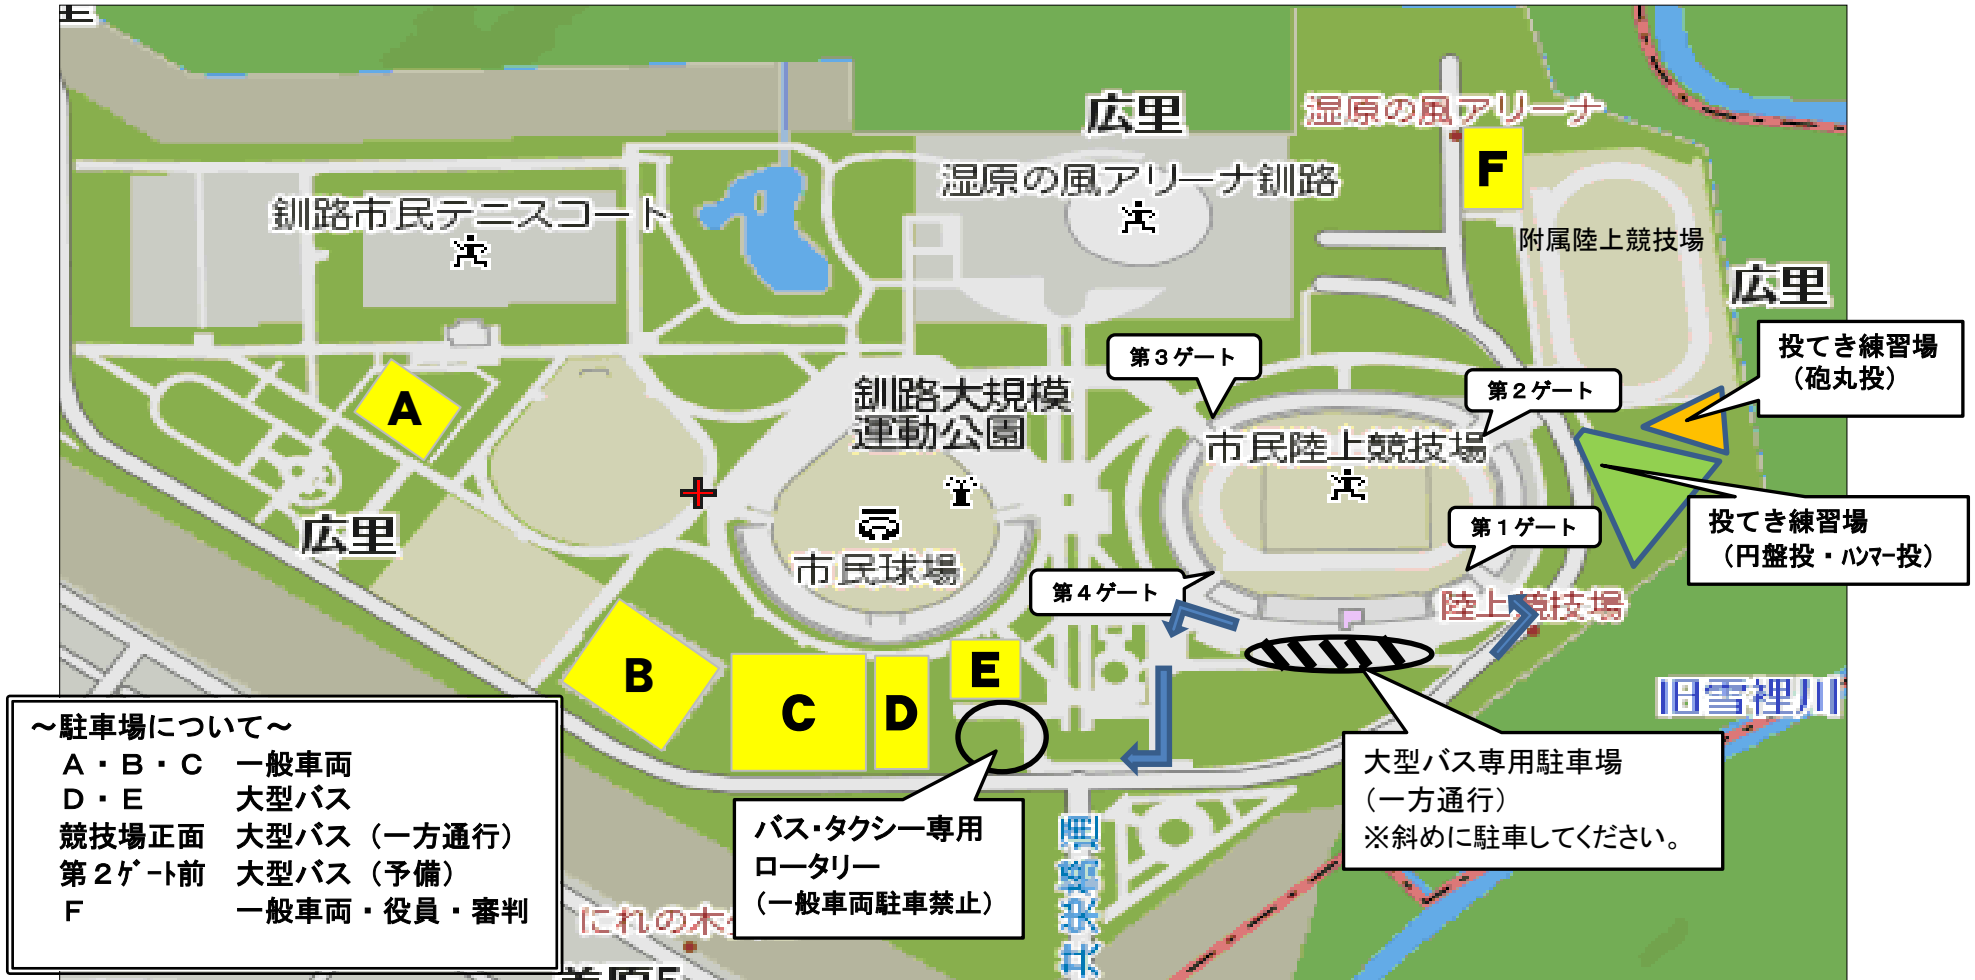 広里
湿原の風アリーナ
F
湿原の風アリーナ釧路
釧路市民テニスコート
附属陸上競技場
広里
第３ゲート
第２ゲート
投てき練習場
（砲丸投）
A
釧路大規模
運動公園
市民陸上競技場
広里
第１ゲート
投てき練習場
（円盤投・ﾊﾝﾏｰ投）
市民球場
第４ゲート
陸上競技場
B
C
D
E
旧雪裡川
～駐車場について～
Ａ・Ｂ・Ｃ　一般車両
Ｄ・Ｅ　大型バス
競技場正面　大型バス（一方通行）
第２ｹﾞｰﾄ前　大型バス（予備）
Ｆ　一般車両・役員・審判
バス・タクシー専用
ロータリー
（一般車両駐車禁止）
大型バス専用駐車場
（一方通行）
※斜めに駐車してください。
共栄橋通
にれの木